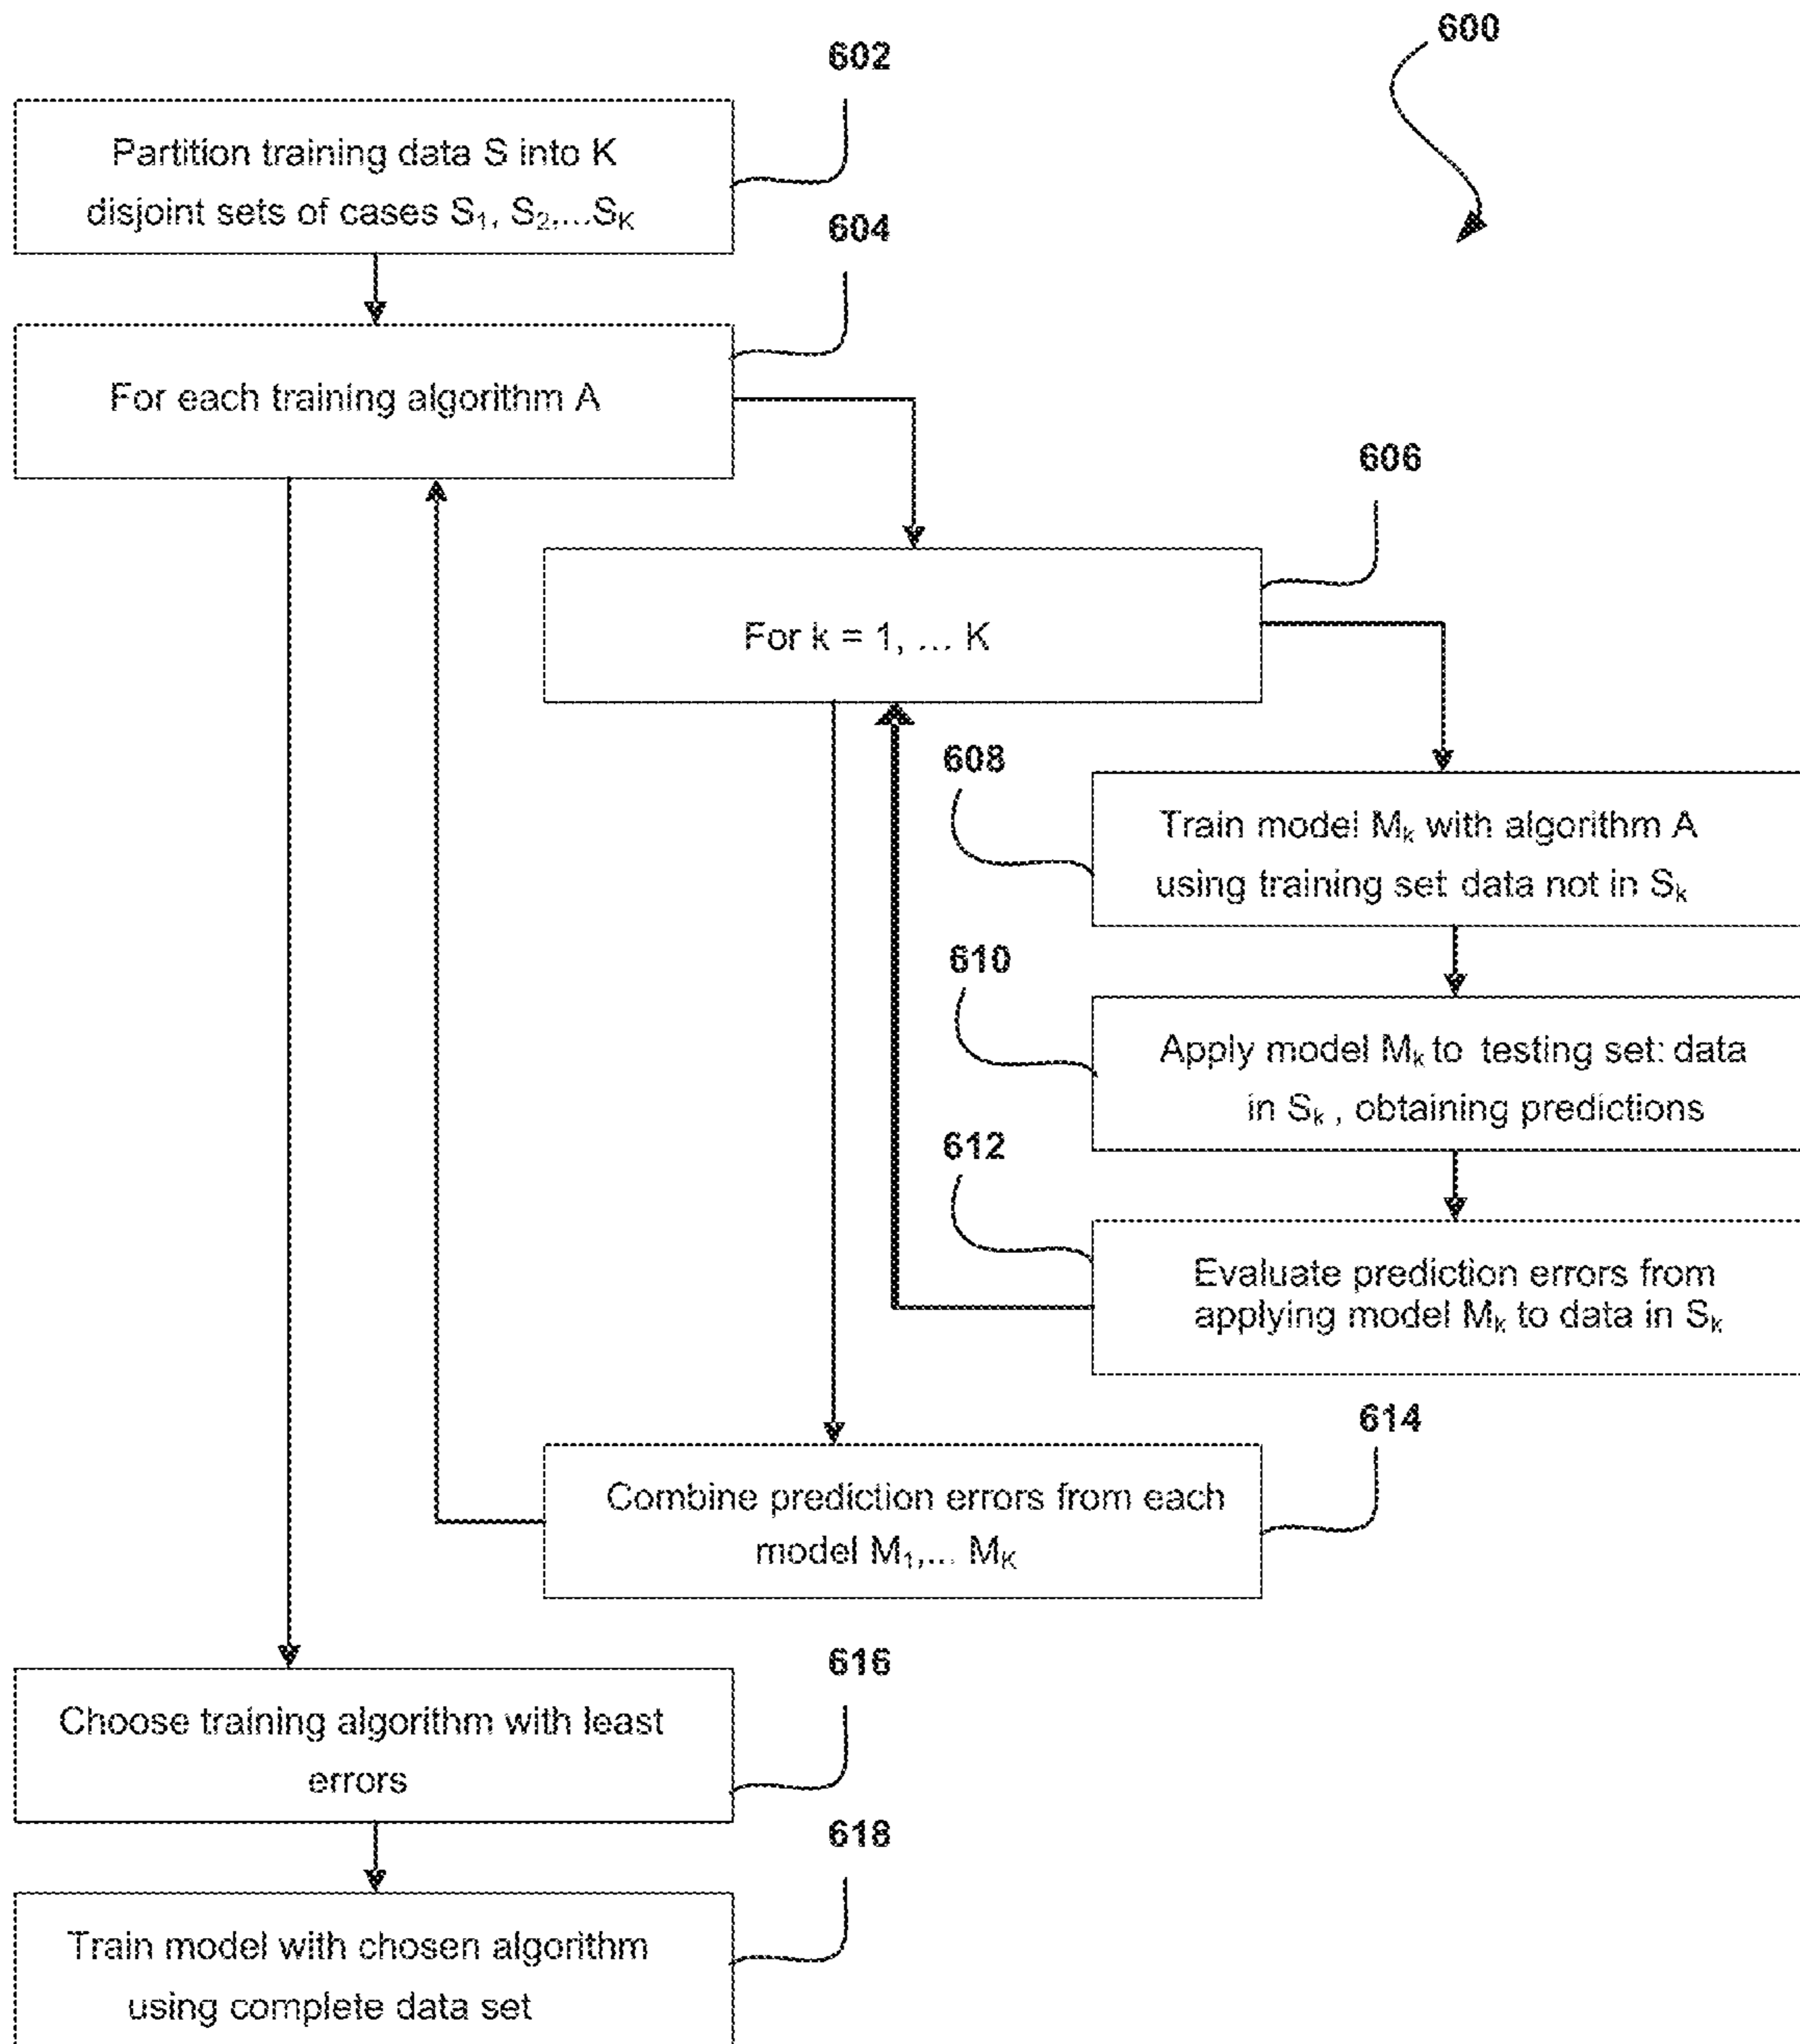 600
602
Partition training data S into K
disjoint sets of cases S₁, S₂,...Sₖ
604
For each training algorithm A
606
For k = 1, ... K
608
Train model Mₖ with algorithm A
using training set: data not in Sₖ
610
Apply model Mₖ to testing set: data
in Sₖ , obtaining predictions
612
Evaluate prediction errors from
applying model Mₖ to data in Sₖ
614
Combine prediction errors from each
model M₁,... Mₖ
616
Choose training algorithm with least
errors
618
Train model with chosen algorithm
using complete data set